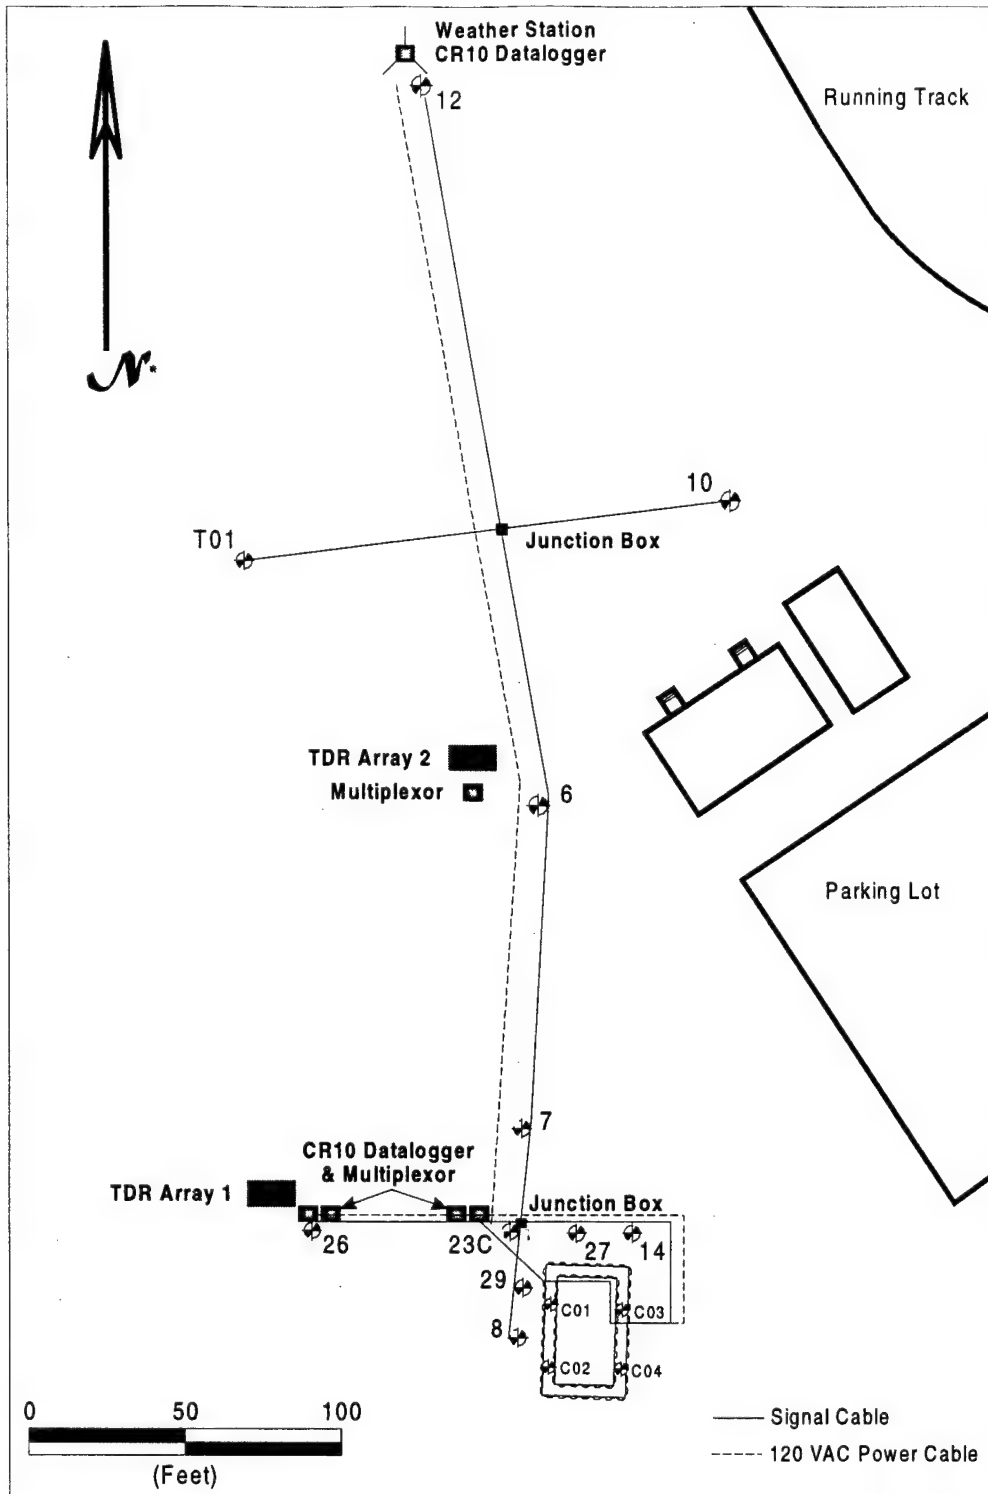 Weather Station
CR10 Datalogger
12
Running Track
N
10
T01
Junction Box
TDR Array 2
Multiplexor
6
Parking Lot
7
CR10 Datalogger
& Multiplexor
TDR Array 1
Junction Box
26
23C
27
14
29
C01
C03
8
C02
C04
0
50
100
(Feet)
Signal Cable
120 VAC Power Cable